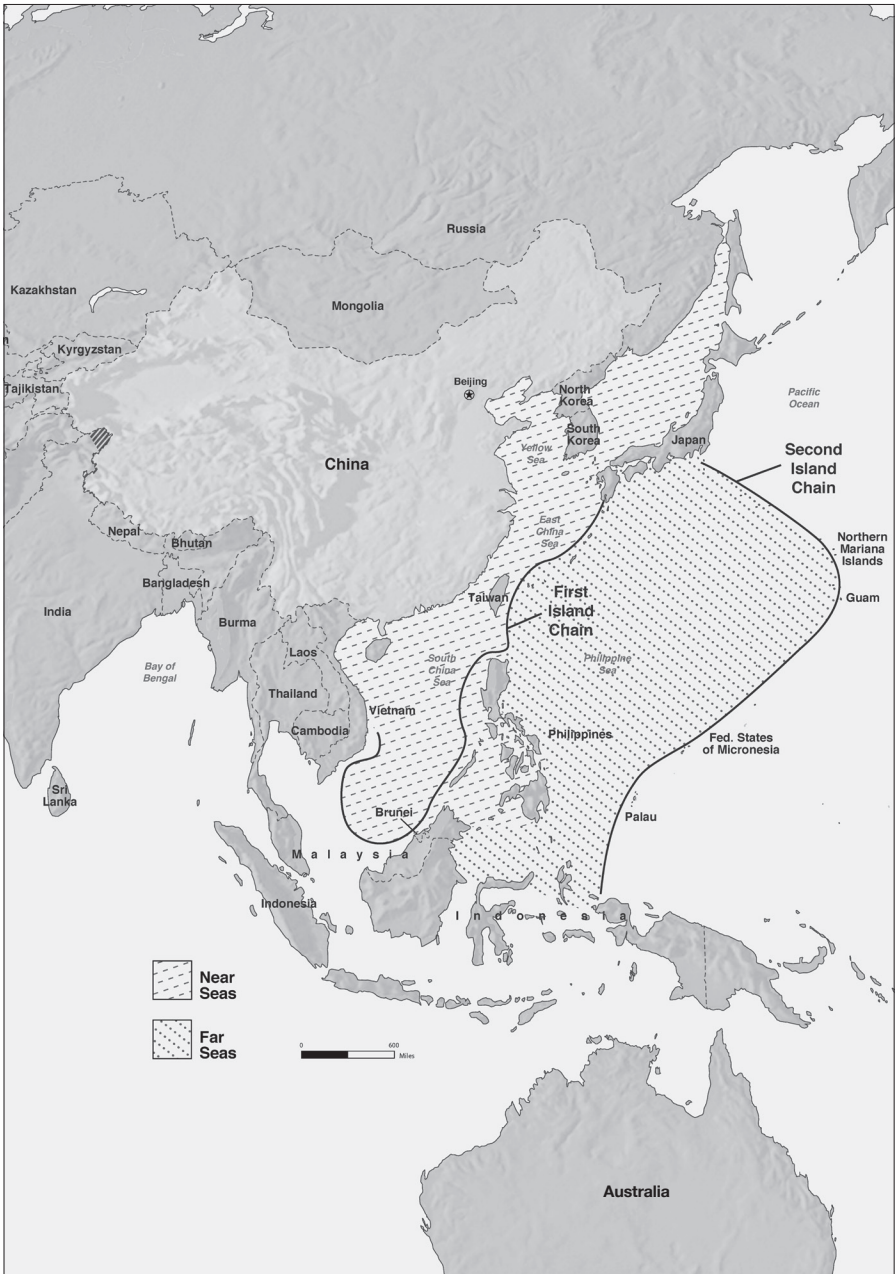 Russia
Kazakhstan
Mongolia
Kyrgyzstan
Tajikistan
Beijing
North
Korea
South
Korea
Japan
Pacific
Ocean
Yellow
Sea
China
Second
Island
Chain
East
China
Sea
Northern
Mariana
Islands
Guam
Nepal
Bhutan
Bangladesh
India
Burma
Taiwan
First
Island
Chain
Laos
Bay of
Bengal
South
China
Sea
Philippine
Sea
Thailand
Vietnam
Cambodia
Philippines
Fed. States
of Micronesia
Sri
Lanka
Brunei
Palau
Malaysia
Indonesia
Indonesia
Near
Seas
Far
Seas
0 600
Miles
Australia